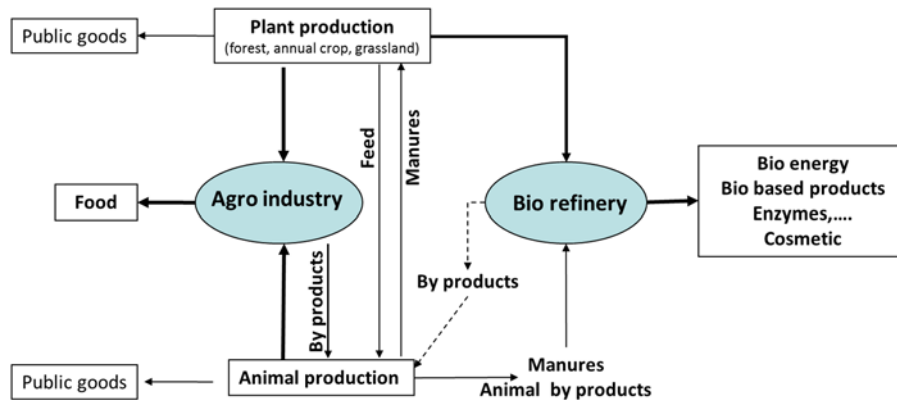 Public goods
Plant production
(forest, annual crop, grassland)
Feed
Manures
Food
Agro industry
Bio refinery
Bio energy
Bio based products
Enzymes,....
Cosmetic
By products
By products
Public goods
Animal production
Manures
Animal by products